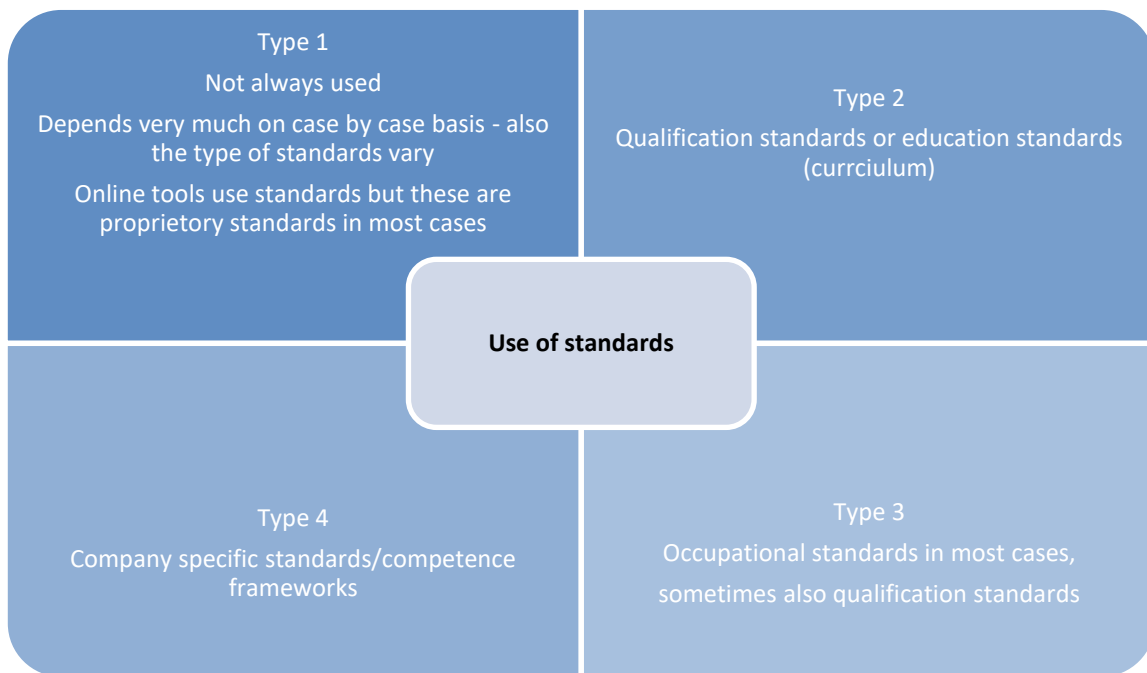 Type 1
Not always used
Depends very much on case by case basis - also
the type of standards vary
Online tools use standards but these are
proprietory standards in most cases
Type 2
Qualification standards or education standards
(currciulum)
Use of standards
Type 4
Company specific standards/competence
frameworks
Type 3
Occupational standards in most cases,
sometimes also qualification standards